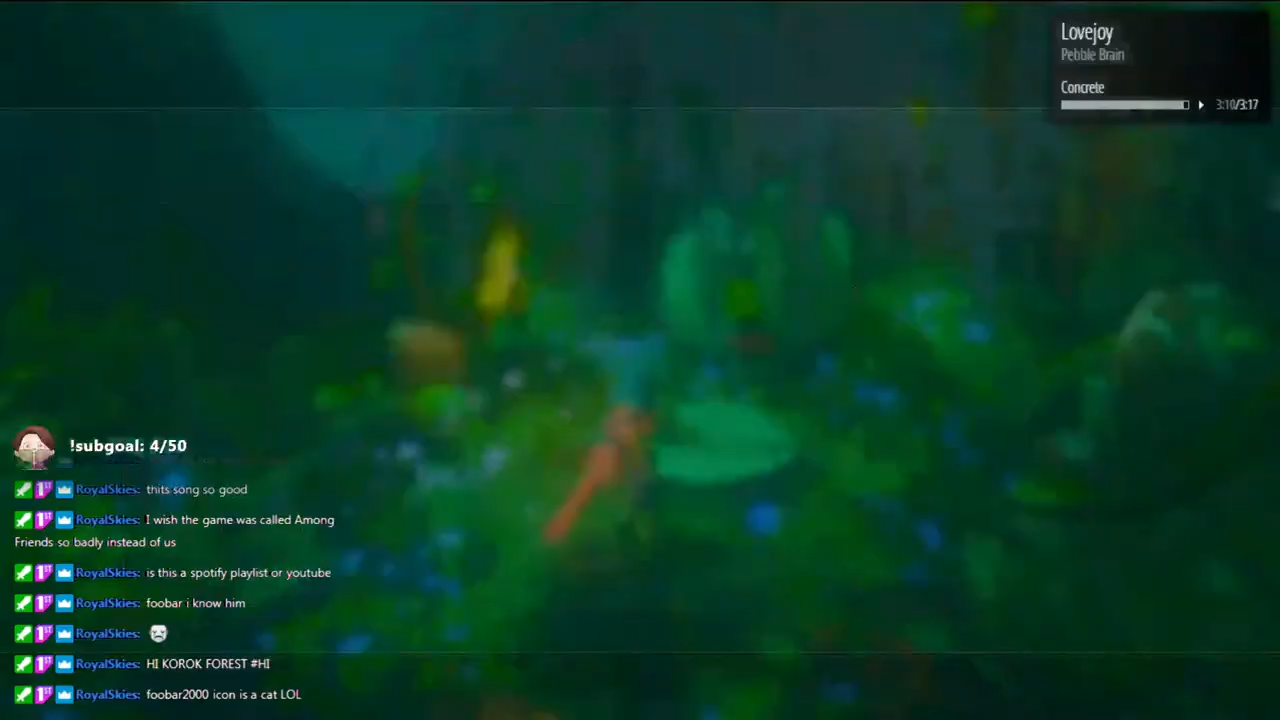 Lovejoy
Pebble Brain
Concrete
3:10/3:17
!subgoal: 4/50
RoyalSkies: thits song so good
RoyalSkies: I wish the game was called Among
Friends so badly instead of us
RoyalSkies: is this a spotify playlist or youtube
RoyalSkies: foobar i know him
RoyalSkies:
RoyalSkies: HI KOROK FOREST #HI
RoyalSkies: foobar2000 icon is a cat LOL